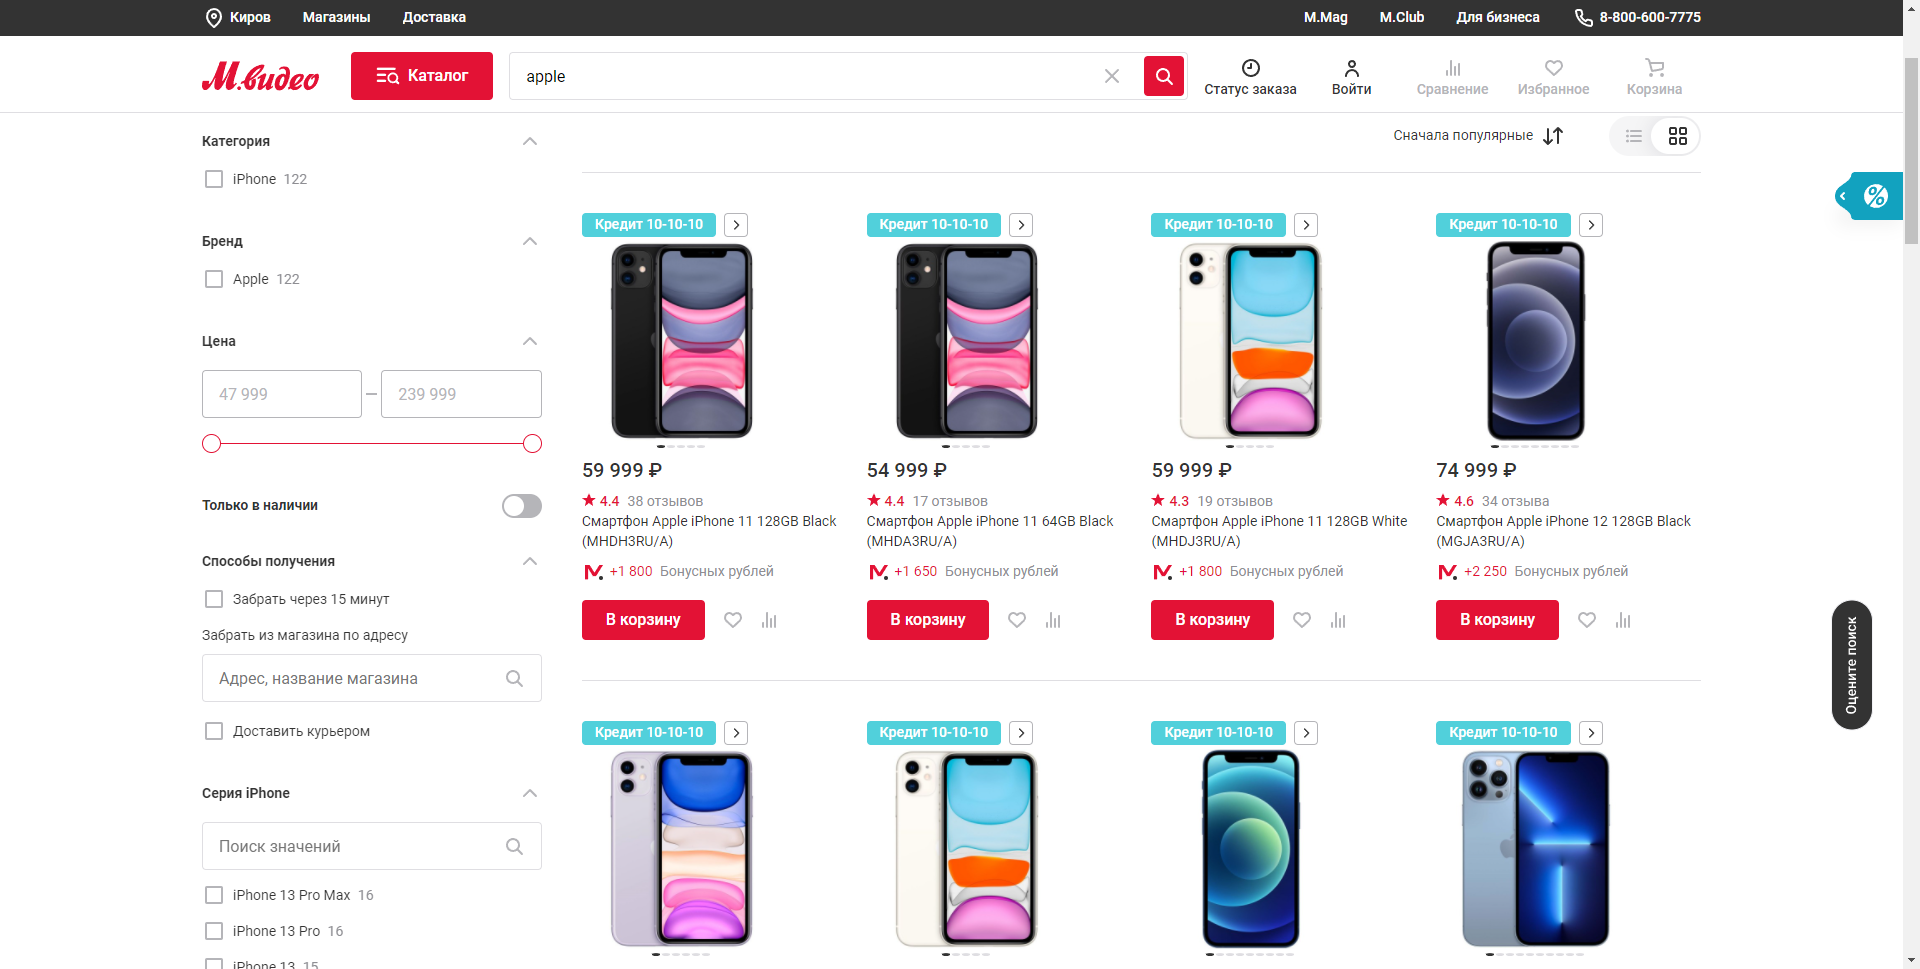 Киров Магазины Доставка M.Mag M.Club Для бизнеса 8-800-600-7775
М.видео Каталог apple Статус заказа Войти Сравнение Избранное Корзина
Сначала популярные
Категория
iPhone 122
Бренд
Apple 122
Цена
47 999 — 239 999
Только в наличии
Способы получения
Забрать через 15 минут
Забрать из магазина по адресу
Адрес, название магазина
Доставить курьером
Серия iPhone
Поиск значений
iPhone 13 Pro Max 16
iPhone 13 Pro 16
iPhone 13 15
Кредит 10-10-10 Кредит 10-10-10 Кредит 10-10-10 Кредит 10-10-10
59 999 ₽ 54 999 ₽ 59 999 ₽ 74 999 ₽
4.4 38 отзывов 4.4 17 отзывов 4.3 19 отзывов 4.6 34 отзыва
Смартфон Apple iPhone 11 128GB Black Смартфон Apple iPhone 11 64GB Black Смартфон Apple iPhone 11 128GB White Смартфон Apple iPhone 12 128GB Black
(MHDH3RU/A) (MHDA3RU/A) (MHDJ3RU/A) (MGJA3RU/A)
М. +1 800 Бонусных рублей М. +1 650 Бонусных рублей М. +1 800 Бонусных рублей М. +2 250 Бонусных рублей
В корзину В корзину В корзину В корзину
Кредит 10-10-10 Кредит 10-10-10 Кредит 10-10-10 Кредит 10-10-10
%
Оцените поиск